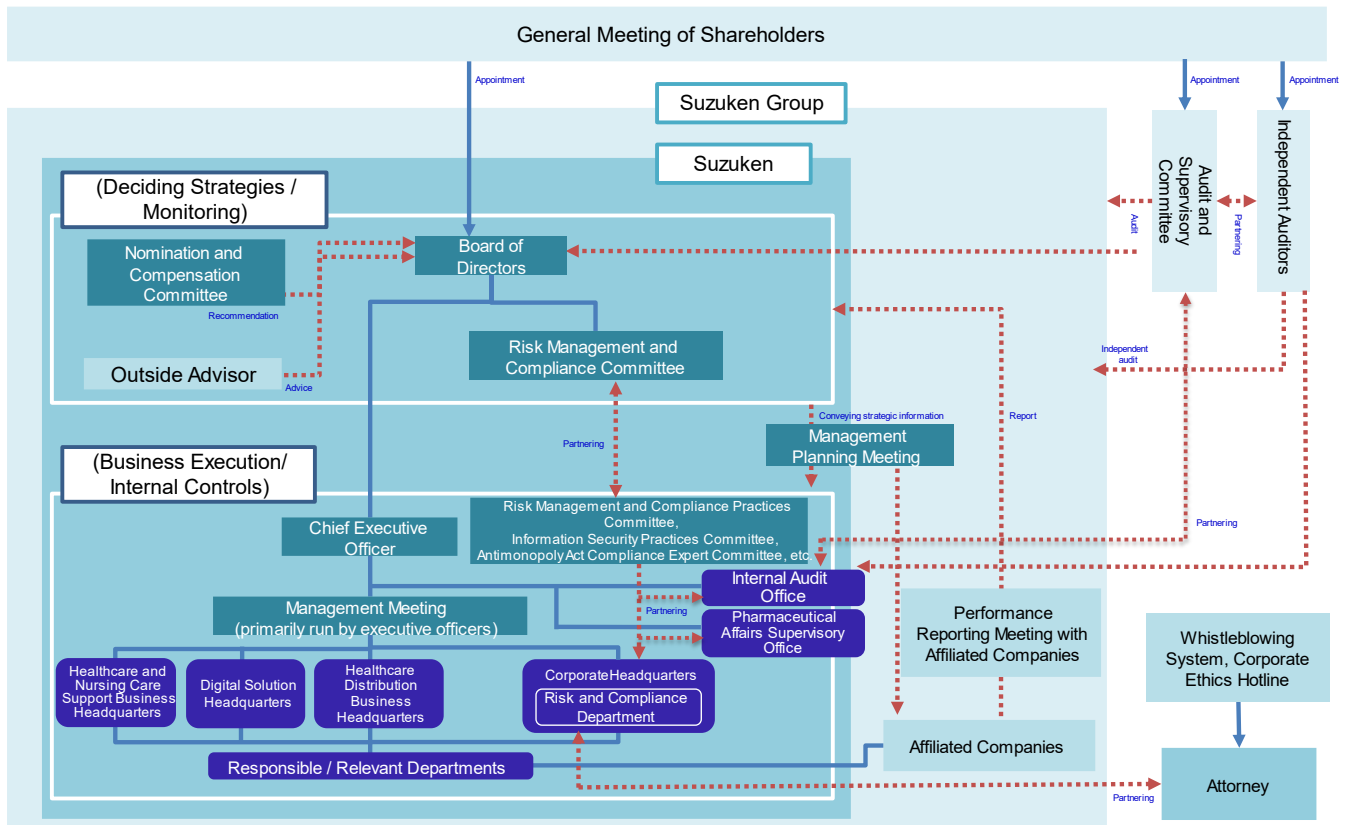 General Meeting of Shareholders
Appointment
Appointment
Appointment
Suzuken Group
Suzuken
Audit and
Supervisory
Committee
Independent Auditors
(Deciding Strategies /
Monitoring)
Nomination and
Compensation
Committee
Board of
Directors
Audit
Partnering
Recommendation
Risk Management and
Compliance Committee
Outside Advisor
Advice
Independent
audit
Conveying strategic information
Report
Management
Planning Meeting
Partnering
(Business Execution/
Internal Controls)
Risk Management and Compliance Practices
Committee,
Information Security Practices Committee,
Antimonopoly Act Compliance Expert Committee, etc.
Chief Executive
Officer
Partnering
Internal Audit
Office
Management Meeting
(primarily run by executive officers)
Partnering
Pharmaceutical
Affairs Supervisory
Office
Performance
Reporting Meeting with
Affiliated Companies
Whistleblowing
System, Corporate
Ethics Hotline
Healthcare and
Nursing Care
Support Business
Headquarters
Digital Solution
Headquarters
Healthcare
Distribution
Business
Headquarters
Corporate Headquarters
Risk and Compliance
Department
Affiliated Companies
Responsible / Relevant Departments
Partnering
Attorney